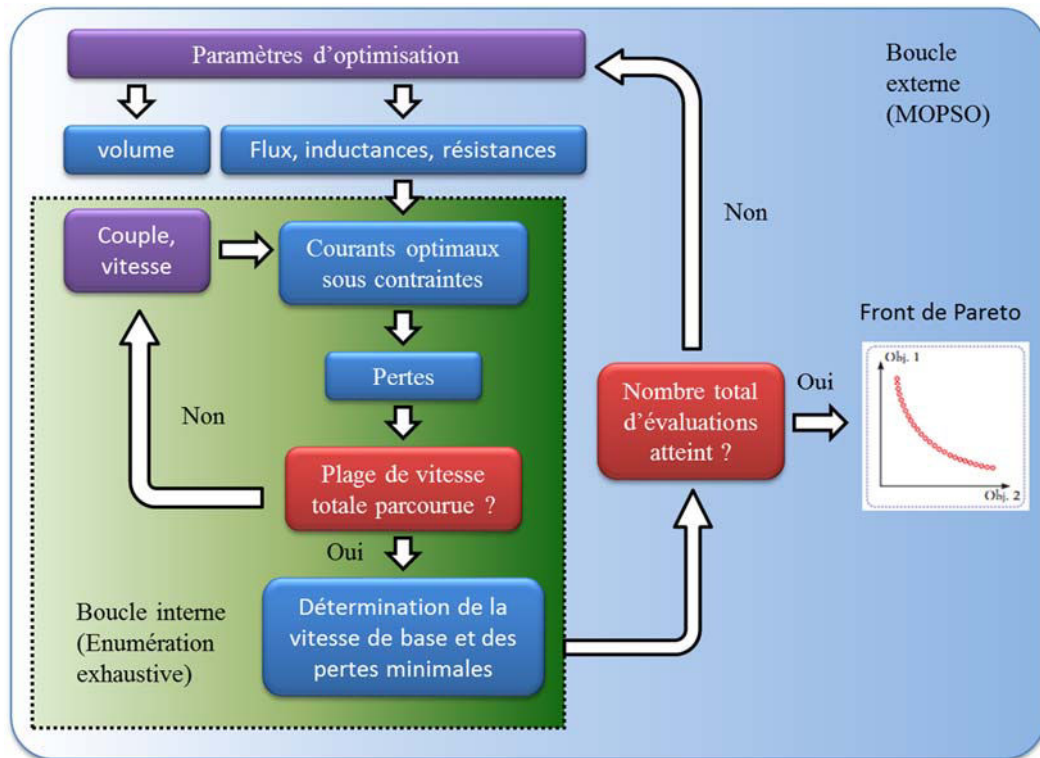 Paramètres d'optimisation
Boucle
externe
(MOPSO)
volume
Flux, inductances, résistances
Couple,
vitesse
Courants optimaux
sous contraintes
Non
Pertes
Non
Plage de vitesse
totale parcourue ?
Oui
Boucle interne
(Enumération
exhaustive)
Détermination de la
vitesse de base et des
pertes minimales
Nombre total
d'évaluations
atteint ?
Oui
Front de Pareto
Obj. 1
Obj. 2